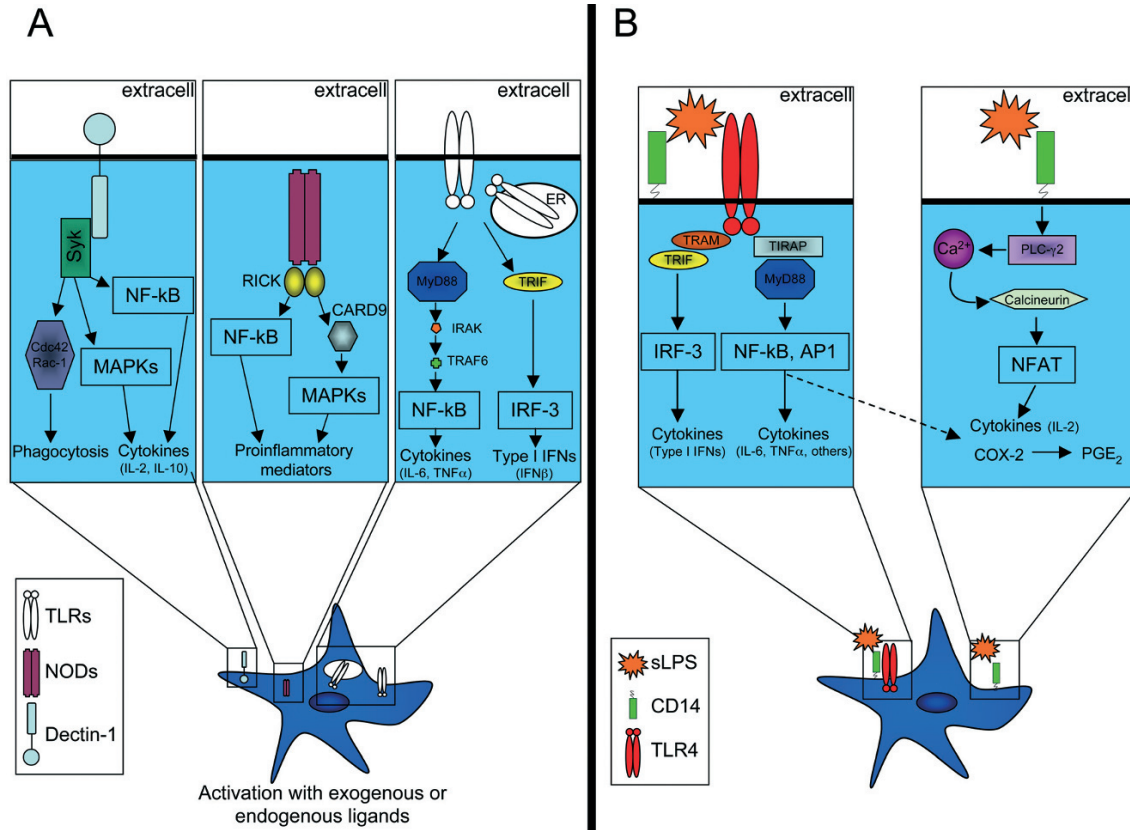 A
extracell
Syk
NF-kB
Cdc42
Rac-1
MAPKs
Phagocytosis
Cytokines
(IL-2, IL-10)
extracell
RICK
CARD9
NF-kB
MAPKs
Proinflammatory
mediators
extracell
ER
MyD88
TRIF
IRAK
TRAF6
NF-kB
IRF-3
Cytokines
(IL-6, TNFα)
Type I IFNs
(IFNβ)
TLRs
NODs
Dectin-1
Activation with exogenous or
endogenous ligands
B
extracell
TRAM
TRIF
TIRAP
MyD88
IRF-3
NF-kB, AP1
Cytokines
(Type I IFNs)
Cytokines
(IL-6, TNFα, others)
extracell
Ca²⁺
PLC-γ2
Calcineurin
NFAT
Cytokines (IL-2)
COX-2
PGE₂
sLPS
CD14
TLR4